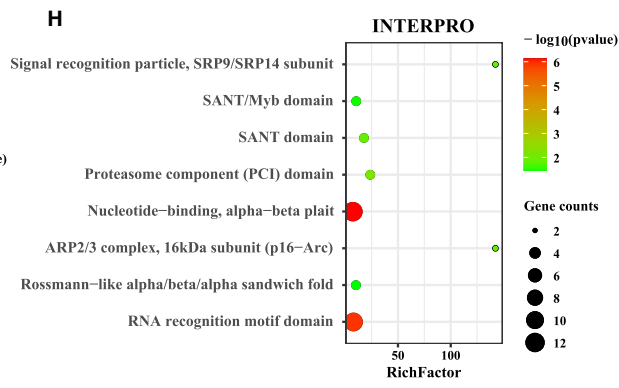 H
INTERPRO
Signal recognition particle, SRP9/SRP14 subunit
SANT/Myb domain
SANT domain
Proteasome component (PCI) domain
Nucleotide−binding, alpha−beta plait
ARP2/3 complex, 16kDa subunit (p16−Arc)
Rossmann−like alpha/beta/alpha sandwich fold
RNA recognition motif domain
50 100
RichFactor
− log10(pvalue)
6
5
4
3
2
Gene counts
2
4
6
8
10
12